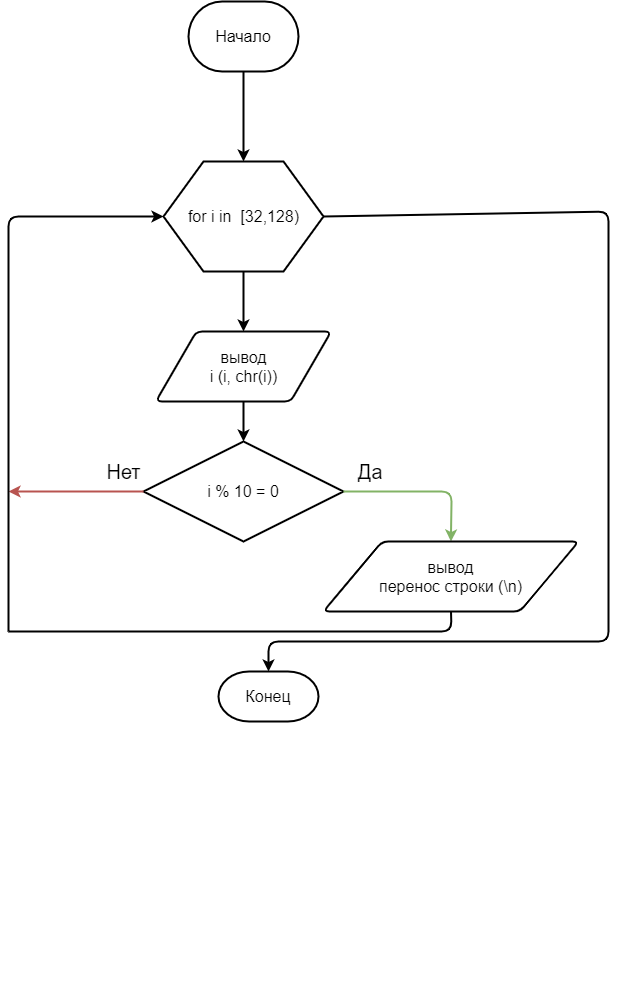 Начало
for i in [32,128)
вывод
i (i, chr(i))
Нет
Да
i % 10 = 0
вывод
перенос строки (\n)
Конец